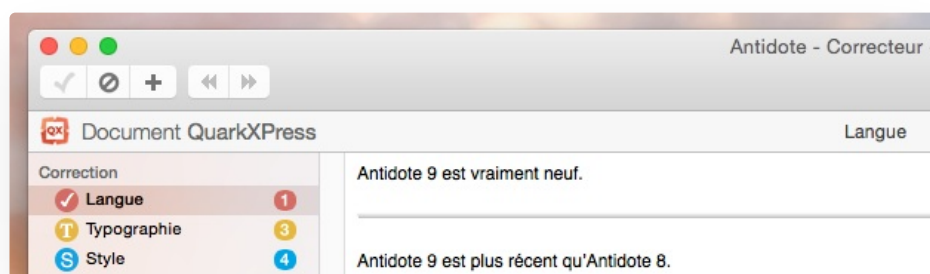 Antidote - Correcteur
QX Document QuarkXPress
Langue
Correction
Langue 1
T Typographie 3
S Style 4
Antidote 9 est vraiment neuf.
Antidote 9 est plus récent qu'Antidote 8.